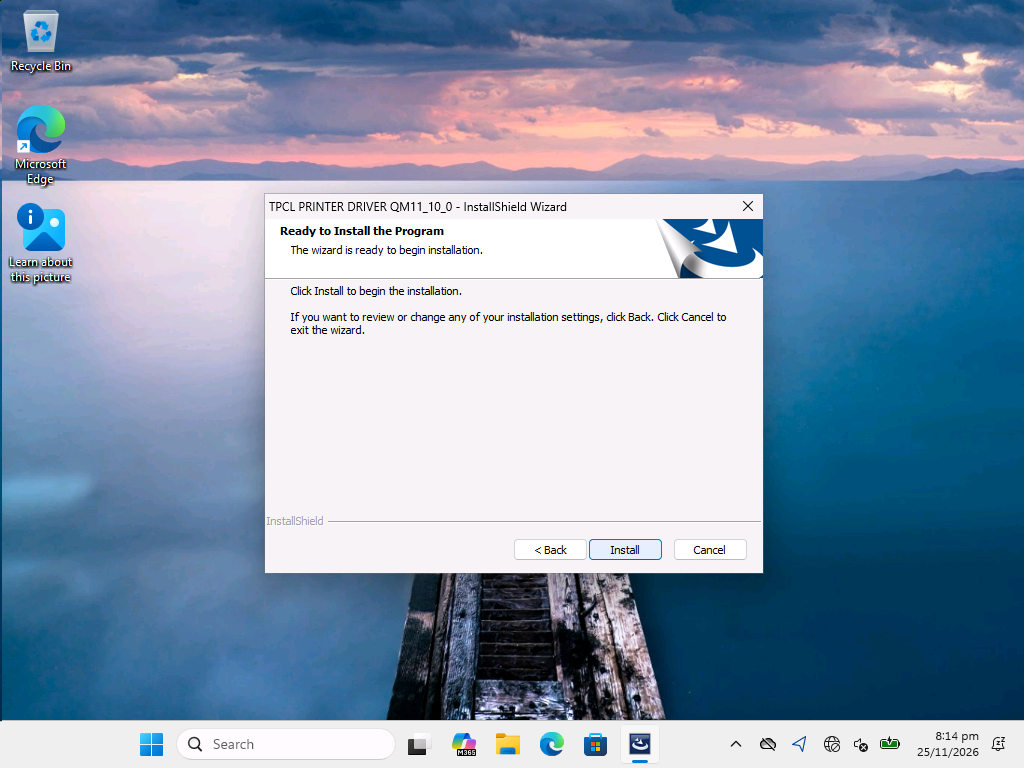 Recycle Bin
Microsoft
Edge
Learn about
this picture
TPCL PRINTER DRIVER QM11_10_0 - InstallShield Wizard
Ready to Install the Program
The wizard is ready to begin installation.
Click Install to begin the installation.
If you want to review or change any of your installation settings, click Back. Click Cancel to
exit the wizard.
InstallShield
< Back
Install
Cancel
Search
M365
8:14 pm
25/11/2026